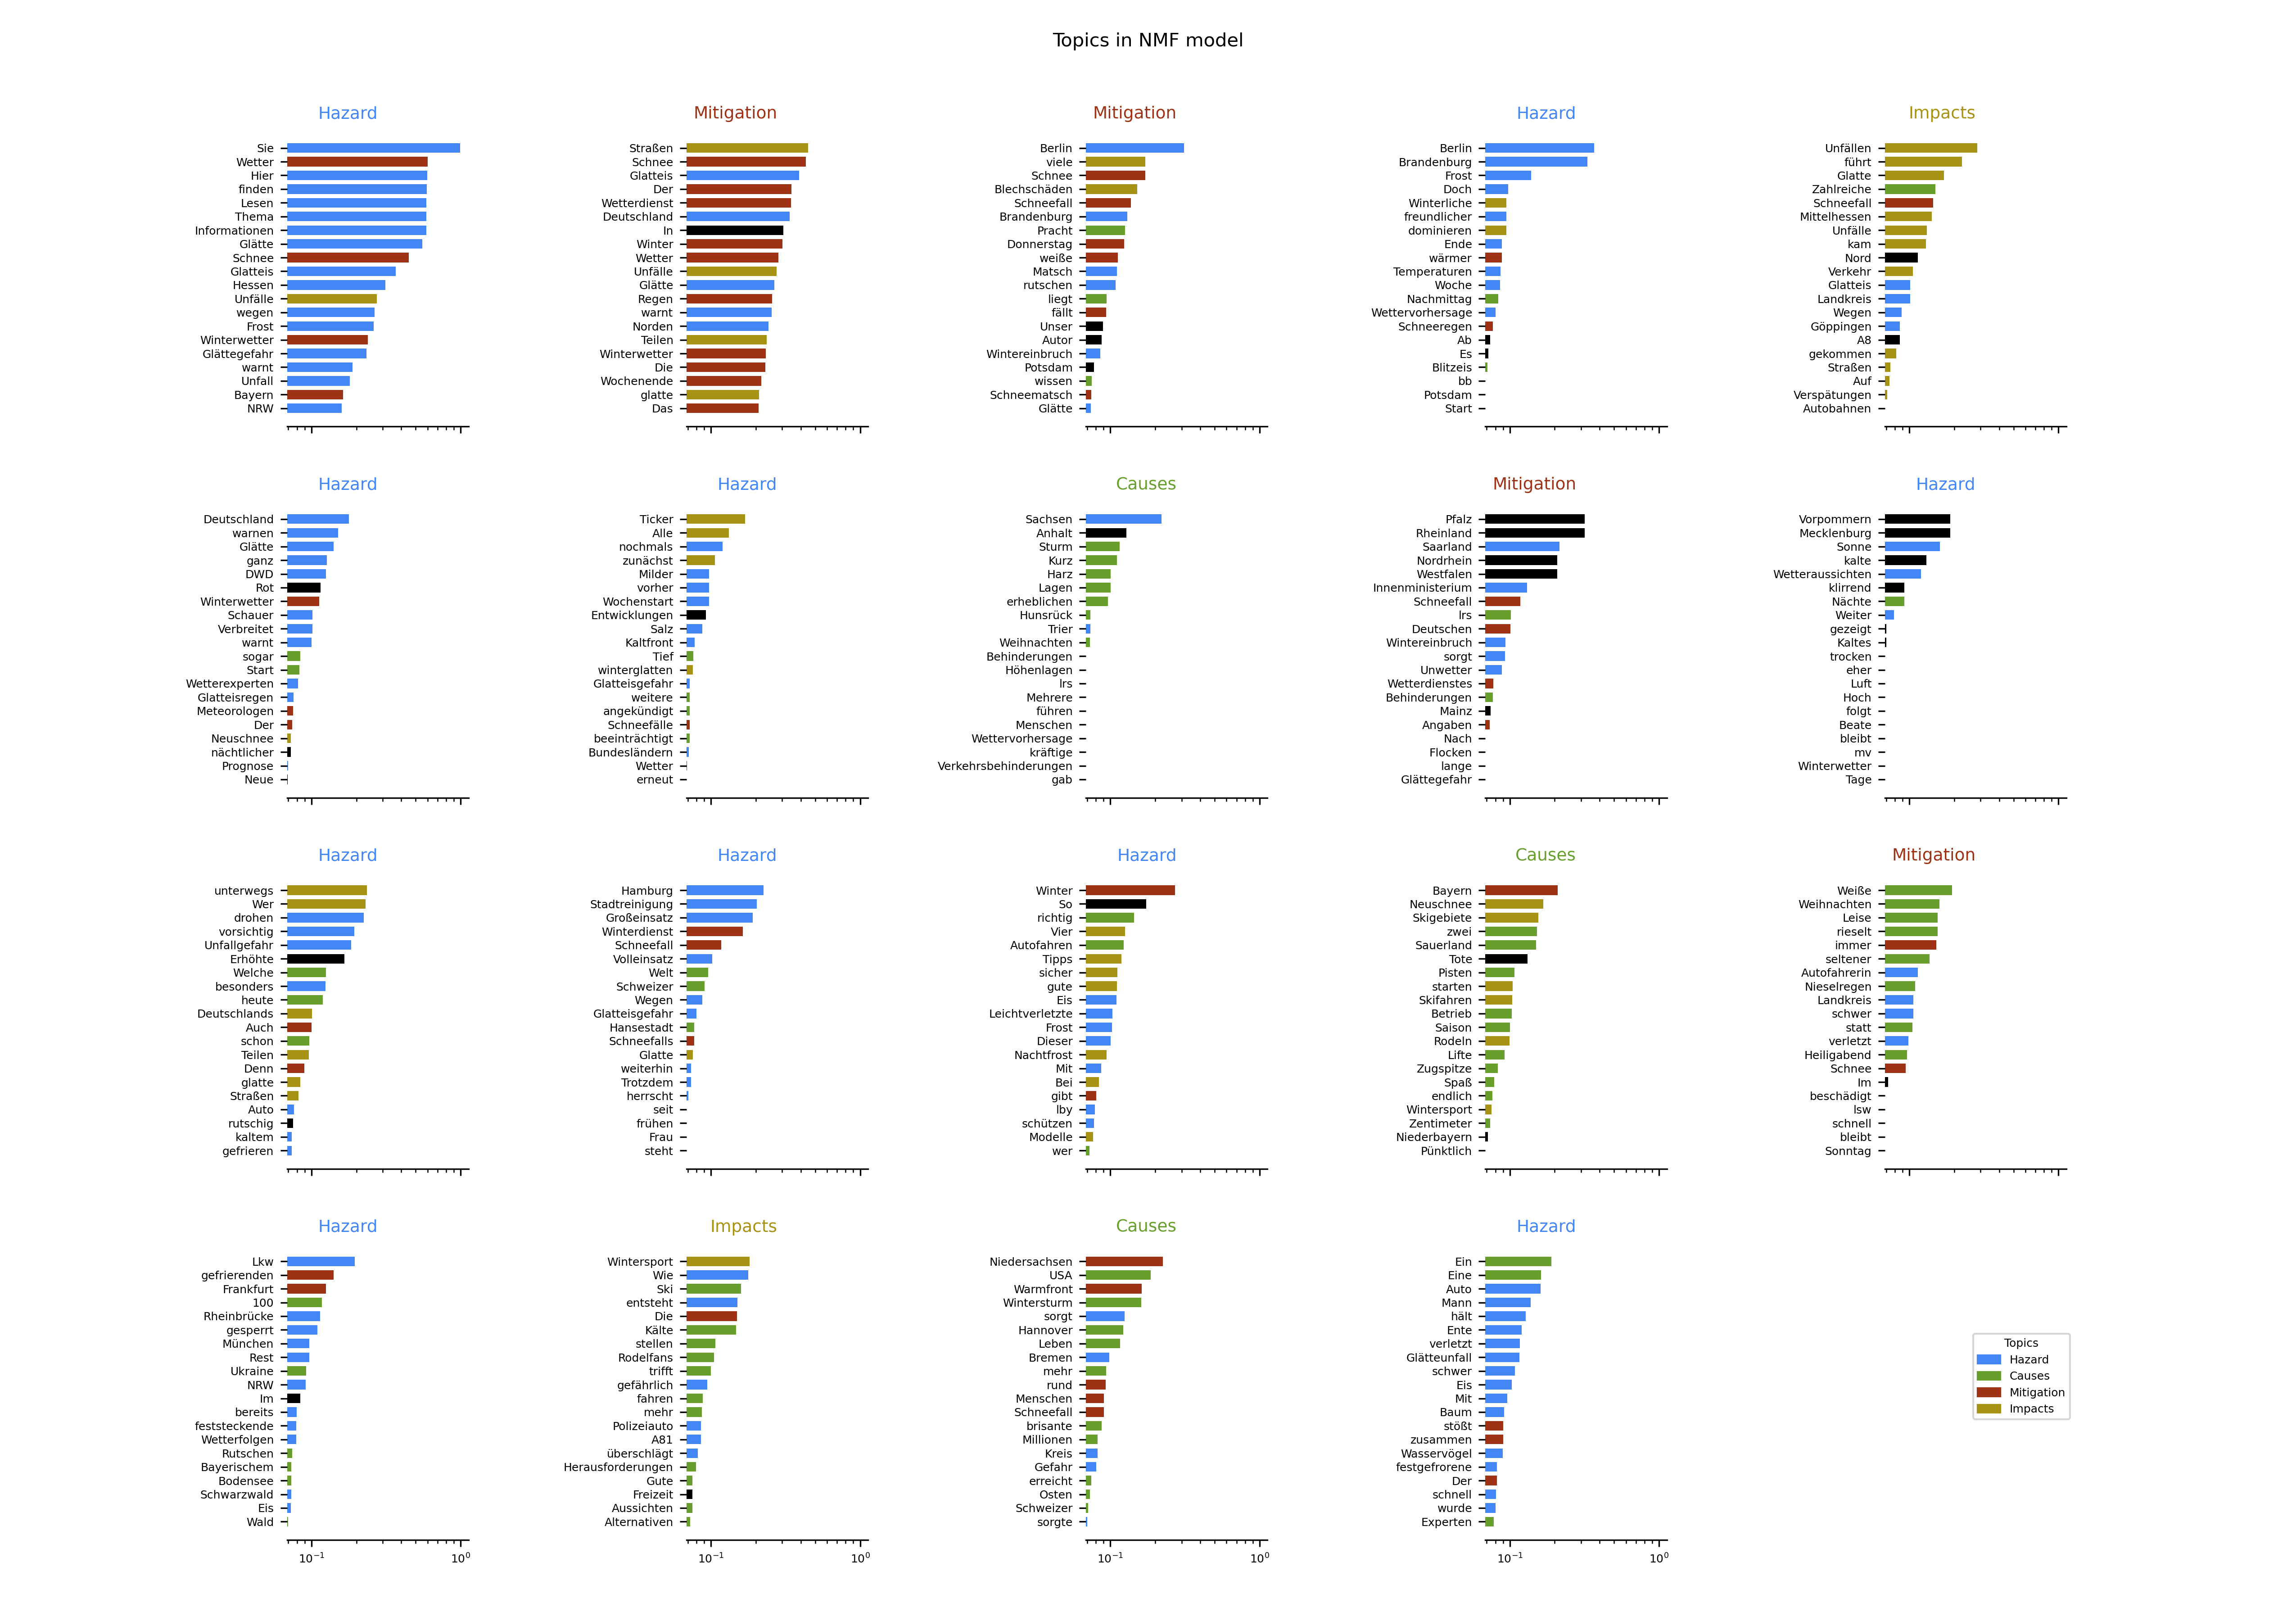 Topics in NMF model
Hazard
Sie
Wetter
Hier
finden
Lesen
Thema
Informationen
Glätte
Schnee
Glatteis
Hessen
Unfälle
wegen
Frost
Winterwetter
Glättegefahr
warnt
Unfall
Bayern
NRW
Mitigation
Straßen
Schnee
Glatteis
Der
Wetterdienst
Deutschland
In
Winter
Wetter
Unfälle
Glätte
Regen
warnt
Norden
Teilen
Winterwetter
Die
Wochenende
glatte
Das
Mitigation
Berlin
viele
Schnee
Blechschäden
Schneefall
Brandenburg
Pracht
Donnerstag
weiße
Matsch
rutschen
liegt
fällt
Unser
Autor
Wintereinbruch
Potsdam
wissen
Schneematsch
Glätte
Hazard
Berlin
Brandenburg
Frost
Doch
Winterliche
freundlicher
dominieren
Ende
wärmer
Temperaturen
Woche
Nachmittag
Wettervorhersage
Schneeregen
Ab
Es
Blitzeis
bb
Potsdam
Start
Impacts
Unfällen
führt
Glatte
Zahlreiche
Schneefall
Mittelhessen
Unfälle
kam
Nord
Verkehr
Glatteis
Landkreis
Wegen
Göppingen
A8
gekommen
Straßen
Auf
Verspätungen
Autobahnen
Hazard
Deutschland
warnen
Glätte
ganz
DWD
Rot
Winterwetter
Schauer
Verbreitet
warnt
sogar
Start
Wetterexperten
Glatteisregen
Meteorologen
Der
Neuschnee
nächtlicher
Prognose
Neue
Hazard
Ticker
Alle
nochmals
zunächst
Milder
vorher
Wochenstart
Entwicklungen
Salz
Kaltfront
Tief
winterglatten
Glatteisgefahr
weitere
angekündigt
Schneefälle
beeinträchtigt
Bundesländern
Wetter
erneut
Causes
Sachsen
Anhalt
Sturm
Kurz
Harz
Lagen
erheblichen
Hunsrück
Trier
Weihnachten
Behinderungen
Höhenlagen
lrs
Mehrere
führen
Menschen
Wettervorhersage
kräftige
Verkehrsbehinderungen
gab
Mitigation
Pfalz
Rheinland
Saarland
Nordrhein
Westfalen
Innenministerium
Schneefall
lrs
Deutschen
Wintereinbruch
sorgt
Unwetter
Wetterdienstes
Behinderungen
Mainz
Angaben
Nach
Flocken
lange
Glättegefahr
Hazard
Vorpommern
Mecklenburg
Sonne
kalte
Wetteraussichten
klirrend
Nächte
Weiter
gezeigt
Kaltes
trocken
eher
Luft
Hoch
folgt
Beate
bleibt
mv
Winterwetter
Tage
Hazard
unterwegs
Wer
drohen
vorsichtig
Unfallgefahr
Erhöhte
Welche
besonders
heute
Deutschlands
Auch
schon
Teilen
Denn
glatte
Straßen
Auto
rutschig
kaltem
gefrieren
Hazard
Hamburg
Stadtreinigung
Großeinsatz
Winterdienst
Schneefall
Volleinsatz
Welt
Schweizer
Wegen
Glatteisgefahr
Hansestadt
Schneefalls
Glatte
weiterhin
Trotzdem
herrscht
seit
frühen
Frau
steht
Hazard
Winter
So
richtig
Vier
Autofahren
Tipps
sicher
gute
Eis
Leichtverletzte
Frost
Dieser
Nachtfrost
Mit
Bei
gibt
lby
schützen
Modelle
wer
Causes
Bayern
Neuschnee
Skigebiete
zwei
Sauerland
Tote
Pisten
starten
Skifahren
Betrieb
Saison
Rodeln
Lifte
Zugspitze
Spaß
endlich
Wintersport
Zentimeter
Niederbayern
Pünktlich
Mitigation
Weiße
Weihnachten
Leise
rieselt
immer
seltener
Autofahrerin
Nieselregen
Landkreis
schwer
statt
verletzt
Heiligabend
Schnee
Im
beschädigt
lsw
schnell
bleibt
Sonntag
Hazard
Lkw
gefrierenden
Frankfurt
100
Rheinbrücke
gesperrt
München
Rest
Ukraine
NRW
Im
bereits
feststeckende
Wetterfolgen
Rutschen
Bayerischem
Bodensee
Schwarzwald
Eis
Wald
10⁻¹ 10⁰
Impacts
Wintersport
Wie
Ski
entsteht
Die
Kälte
stellen
Rodelfans
trifft
gefährlich
fahren
mehr
Polizeiauto
A81
überschlägt
Herausforderungen
Gute
Freizeit
Aussichten
Alternativen
10⁻¹ 10⁰
Causes
Niedersachsen
USA
Warmfront
Wintersturm
sorgt
Hannover
Leben
Bremen
mehr
rund
Menschen
Schneefall
brisante
Millionen
Kreis
Gefahr
erreicht
Osten
Schweizer
sorgte
10⁻¹ 10⁰
Hazard
Ein
Eine
Auto
Mann
hält
Ente
verletzt
Glätteunfall
schwer
Eis
Mit
Baum
stößt
zusammen
Wasservögel
festgefrorene
Der
schnell
wurde
Experten
10⁻¹ 10⁰
Topics
Hazard
Causes
Mitigation
Impacts